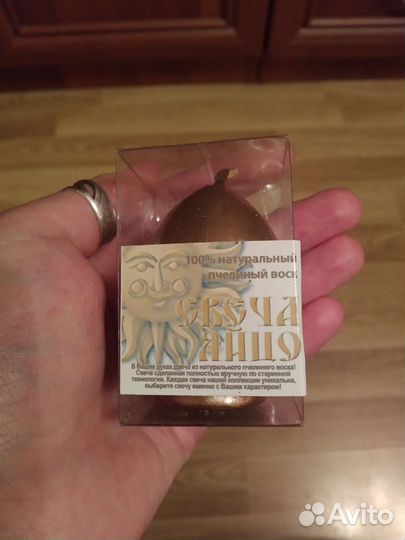 100% натуральный
пчелиный воск
СВЕЧА
ЯЙЦО
В Ваших руках свеча из натурального пчелиного воска!
Свеча сделанная полностью вручную по старинной
технологии. Каждая свеча нашей коллекции уникальна,
выберите свечу именно с Вашим характером!
Avito